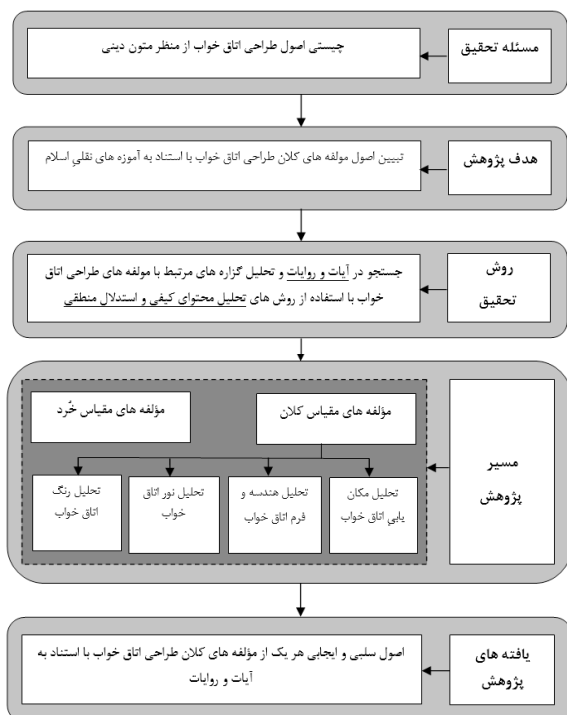 مسئله تحقیق
چیستی اصول طراحی اتاق خواب از منظر متون دینی
هدف پژوهش
تبیین اصول مولفه های کلان طراحی اتاق خواب با استناد به آموزه های نقلیِ اسلام
روش
تحقیق
جستجو در آیات و روایات و تحلیل گزاره های مرتبط با مولفه های طراحی اتاق
خواب با استفاده از روش های تحلیل محتوای کیفی و استدلال منطقی
مسیر
پژوهش
مؤلفه های مقیاس کلان
مؤلفه های مقیاس خُرد
تحلیل مکان
یابیِ اتاق خواب
تحلیل هندسه و
فرم اتاق خواب
تحلیل نور اتاق
خواب
تحلیل رنگ
اتاق خواب
یافته های
پژوهش
اصول سلبی و ایجابی هر یک از مؤلفه های کلان طراحی اتاق خواب با استناد به
آیات و روایات